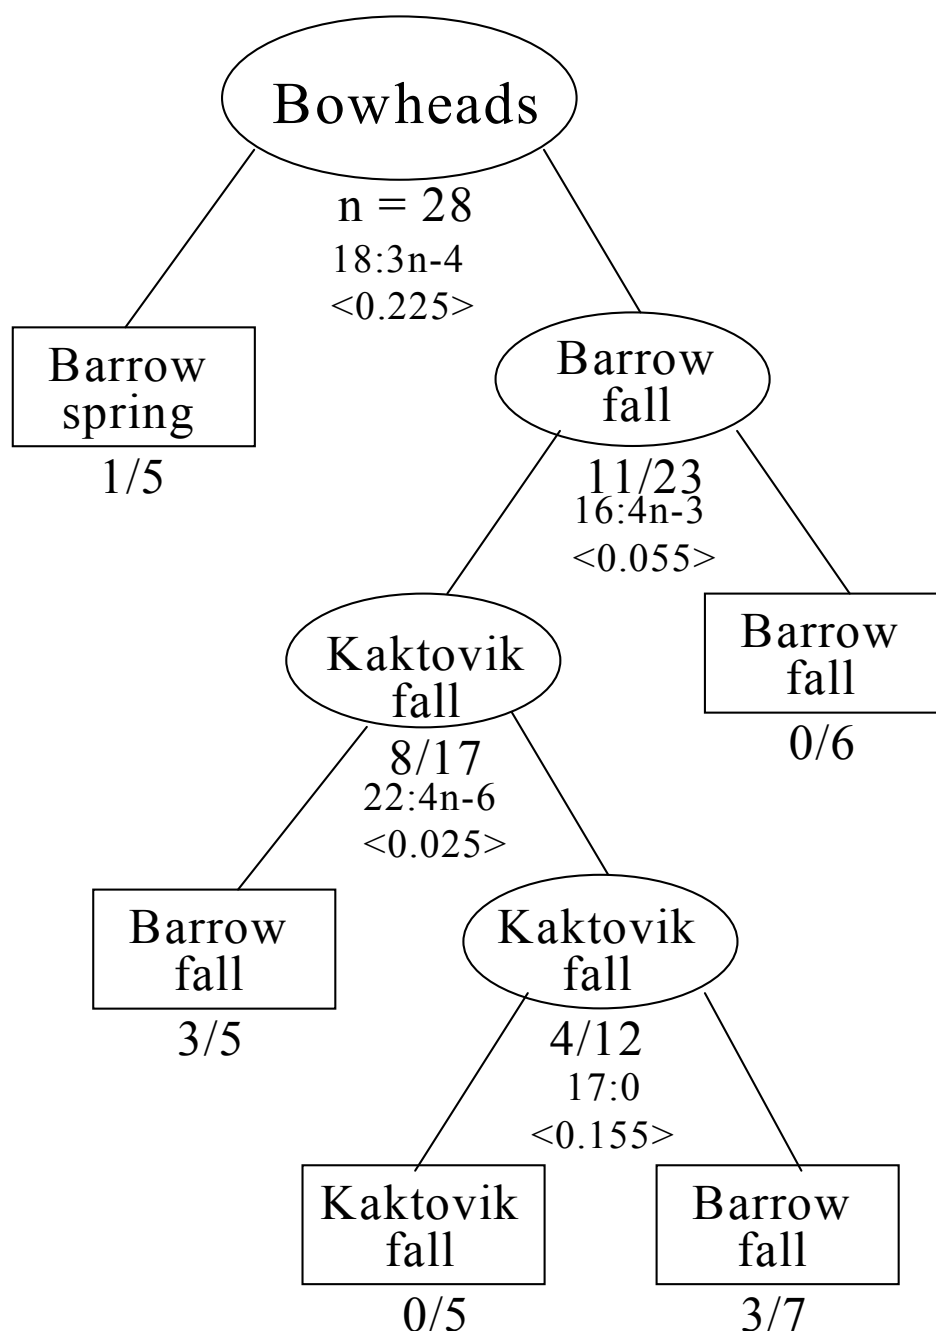 Bowheads
n = 28
18:3n-4
<0.225>
Barrow
spring
1/5
Barrow
fall
11/23
16:4n-3
<0.055>
Kaktovik
fall
8/17
22:4n-6
<0.025>
Barrow
fall
0/6
Barrow
fall
3/5
Kaktovik
fall
4/12
17:0
<0.155>
Kaktovik
fall
0/5
Barrow
fall
3/7